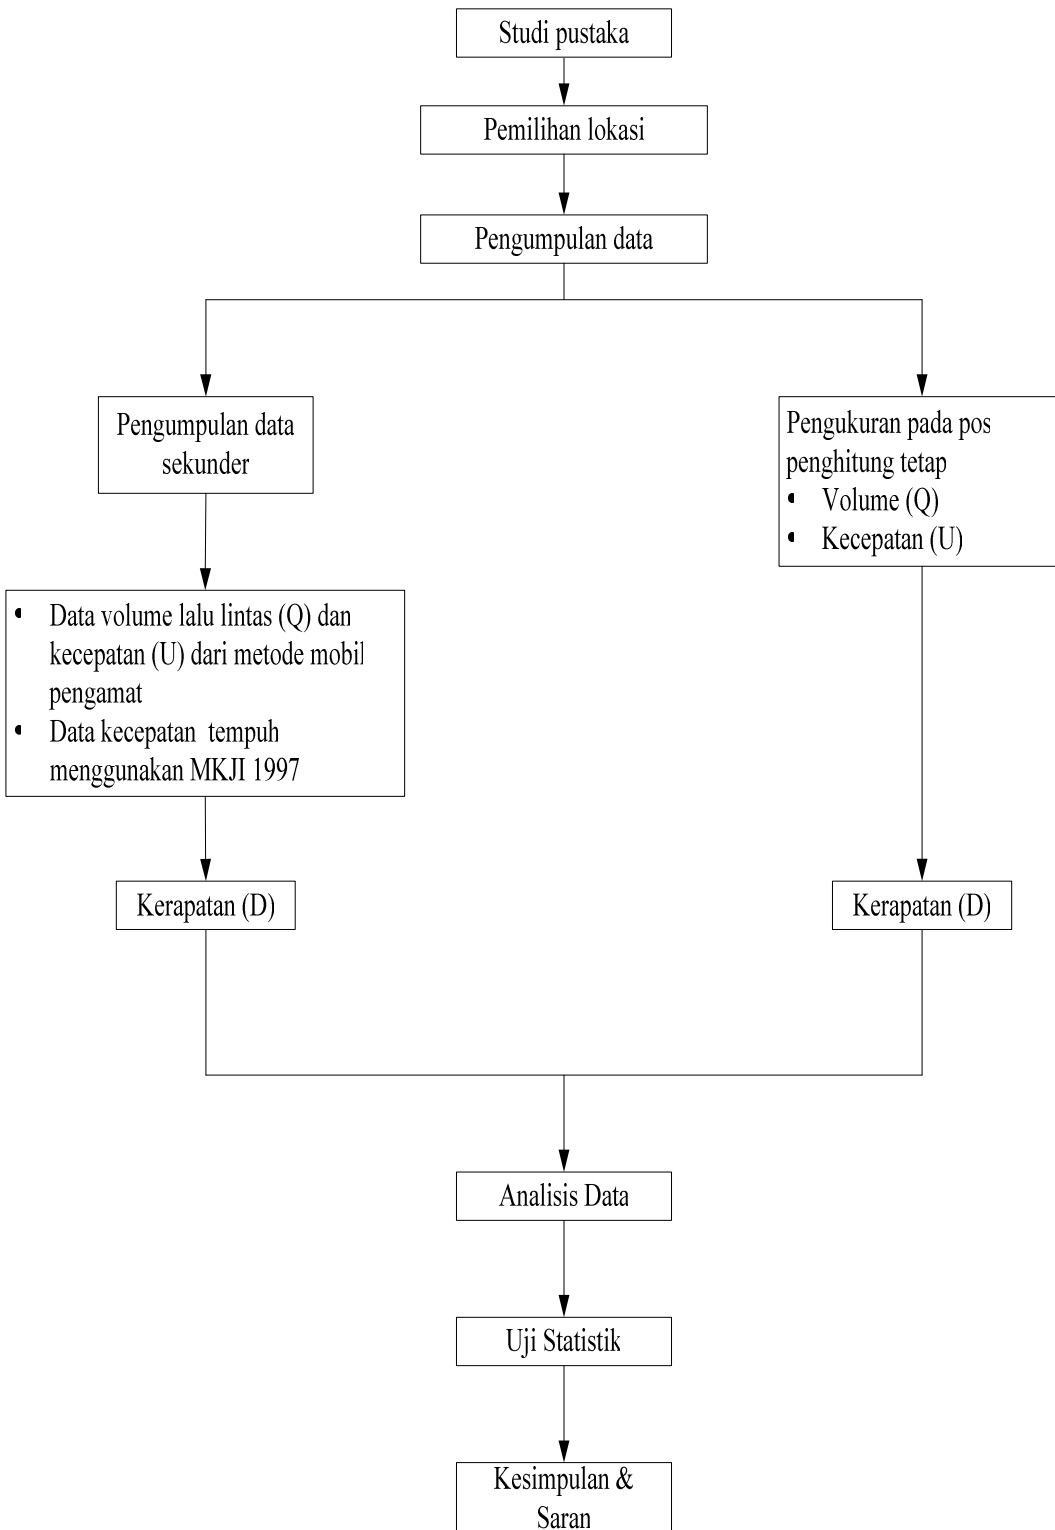 Studi pustaka
Pemilihan lokasi
Pengumpulan data
Pengumpulan data
sekunder
Pengukuran pada pos
penghitung tetap
• Volume (Q)
• Kecepatan (U)
• Data volume lalu lintas (Q) dan
kecepatan (U) dari metode mobil
pengamat
• Data kecepatan tempuh
menggunakan MKJI 1997
Kerapatan (D)
Kerapatan (D)
Analisis Data
Uji Statistik
Kesimpulan &
Saran